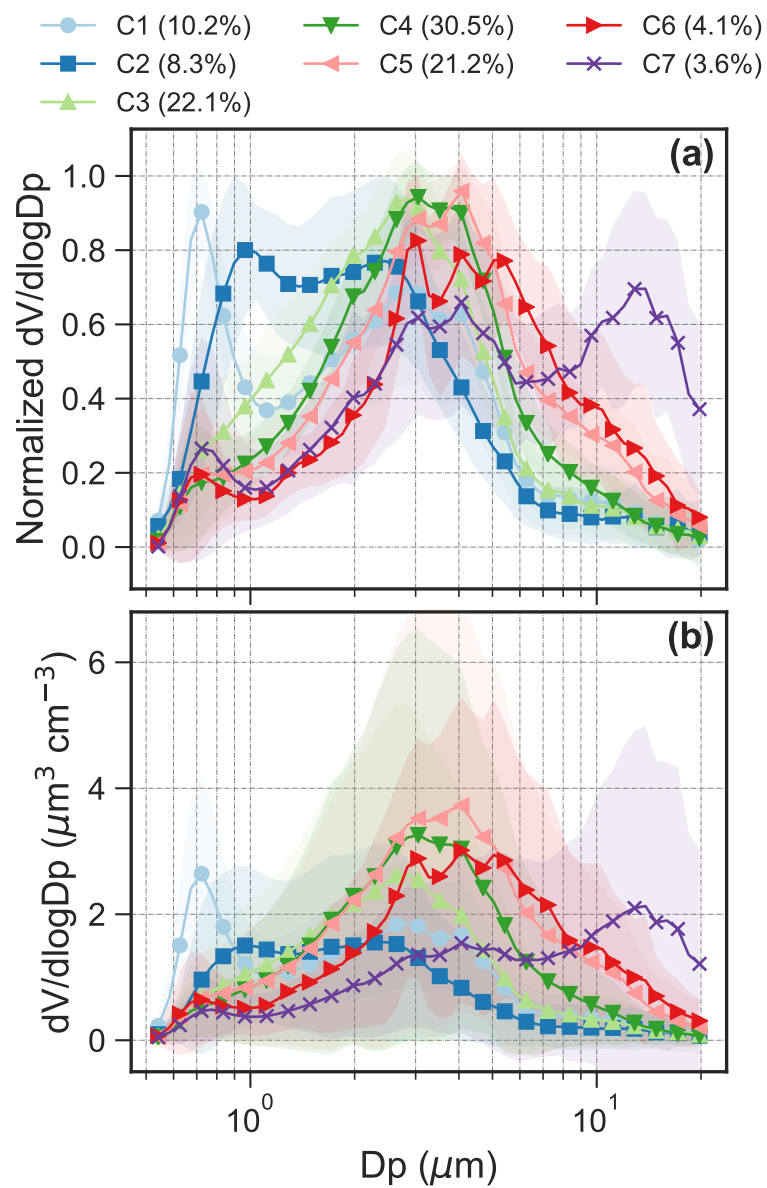 C1 (10.2%) C4 (30.5%) C6 (4.1%)
C2 (8.3%) C5 (21.2%) C7 (3.6%)
C3 (22.1%)
(a)
Normalized dV/dlogDp
1.0
0.8
0.6
0.4
0.2
0.0
(b)
dV/dlogDp (μm³ cm⁻³)
6
4
2
0
10⁰ 10¹
Dp (μm)